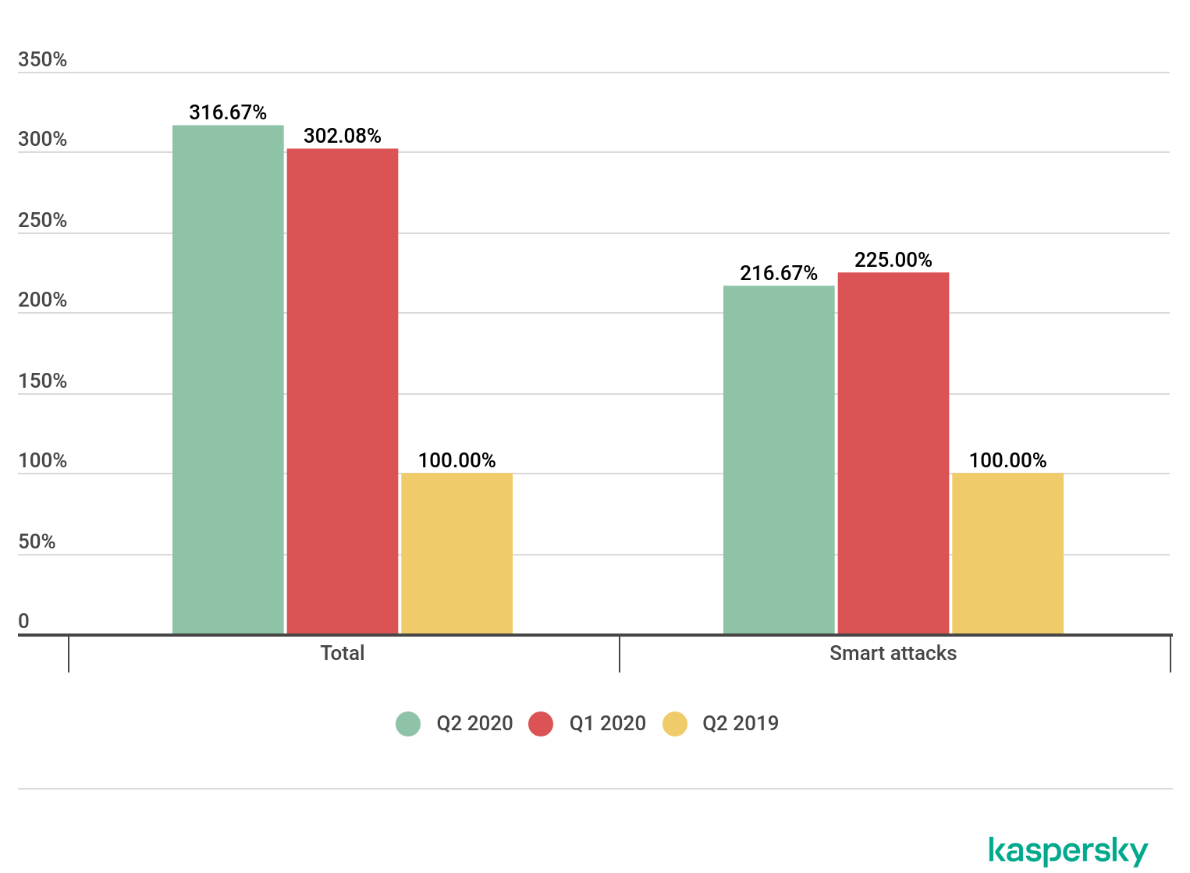 350%
316.67%
302.08%
300%
250%
225.00%
216.67%
200%
150%
100%
100.00%
100.00%
50%
0
Total
Smart attacks
Q2 2020
Q1 2020
Q2 2019
kaspersky